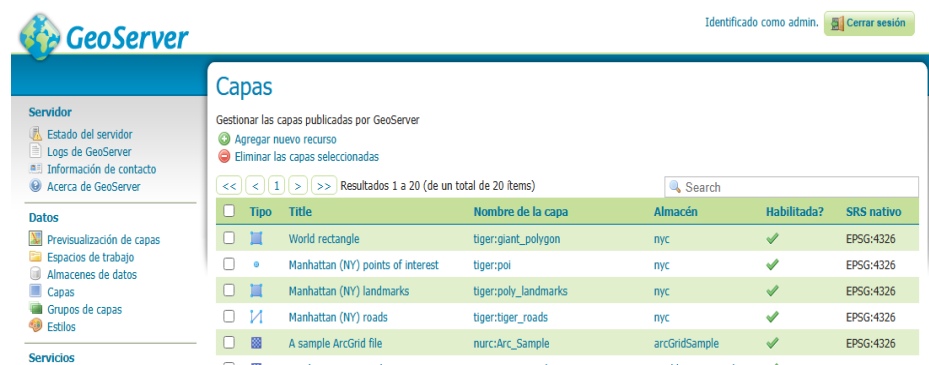 GeoServer
Identificado como admin. Cerrar sesión
Servidor
Estado del servidor
Logs de GeoServer
Información de contacto
Acerca de GeoServer
Datos
Previsualización de capas
Espacios de trabajo
Almacenes de datos
Capas
Grupos de capas
Estilos
Servicios
Capas
Gestionar las capas publicadas por GeoServer
Agregar nuevo recurso
Eliminar las capas seleccionadas
<< < 1 > >> Resultados 1 a 20 (de un total de 20 ítems) Search
Tipo Title Nombre de la capa Almacén Habilitada? SRS nativo
World rectangle tiger:giant_polygon nyc EPSG:4326
Manhattan (NY) points of interest tiger:poi nyc EPSG:4326
Manhattan (NY) landmarks tiger:poly_landmarks nyc EPSG:4326
Manhattan (NY) roads tiger:tiger_roads nyc EPSG:4326
A sample ArcGrid file nurc:Arc_Sample arcGridSample EPSG:4326